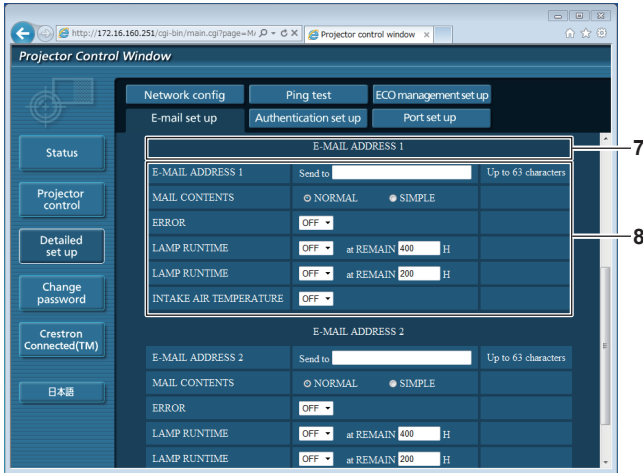 http://172.16.160.251/cgi-bin/main.cgi?page=M
Projector control window
Projector Control Window
Network config
Ping test
ECO management set up
E-mail set up
Authentication set up
Port set up
Status
Projector control
Detailed set up
Change password
Crestron Connected(TM)
日本語
E-MAIL ADDRESS 1
7
E-MAIL ADDRESS 1 Send to Up to 63 characters
MAIL CONTENTS NORMAL SIMPLE
ERROR OFF
8
LAMP RUNTIME OFF at REMAIN 400 H
LAMP RUNTIME OFF at REMAIN 200 H
INTAKE AIR TEMPERATURE OFF
E-MAIL ADDRESS 2
E-MAIL ADDRESS 2 Send to Up to 63 characters
MAIL CONTENTS NORMAL SIMPLE
ERROR OFF
LAMP RUNTIME OFF at REMAIN 400 H
LAMP RUNTIME OFF at REMAIN 200 H